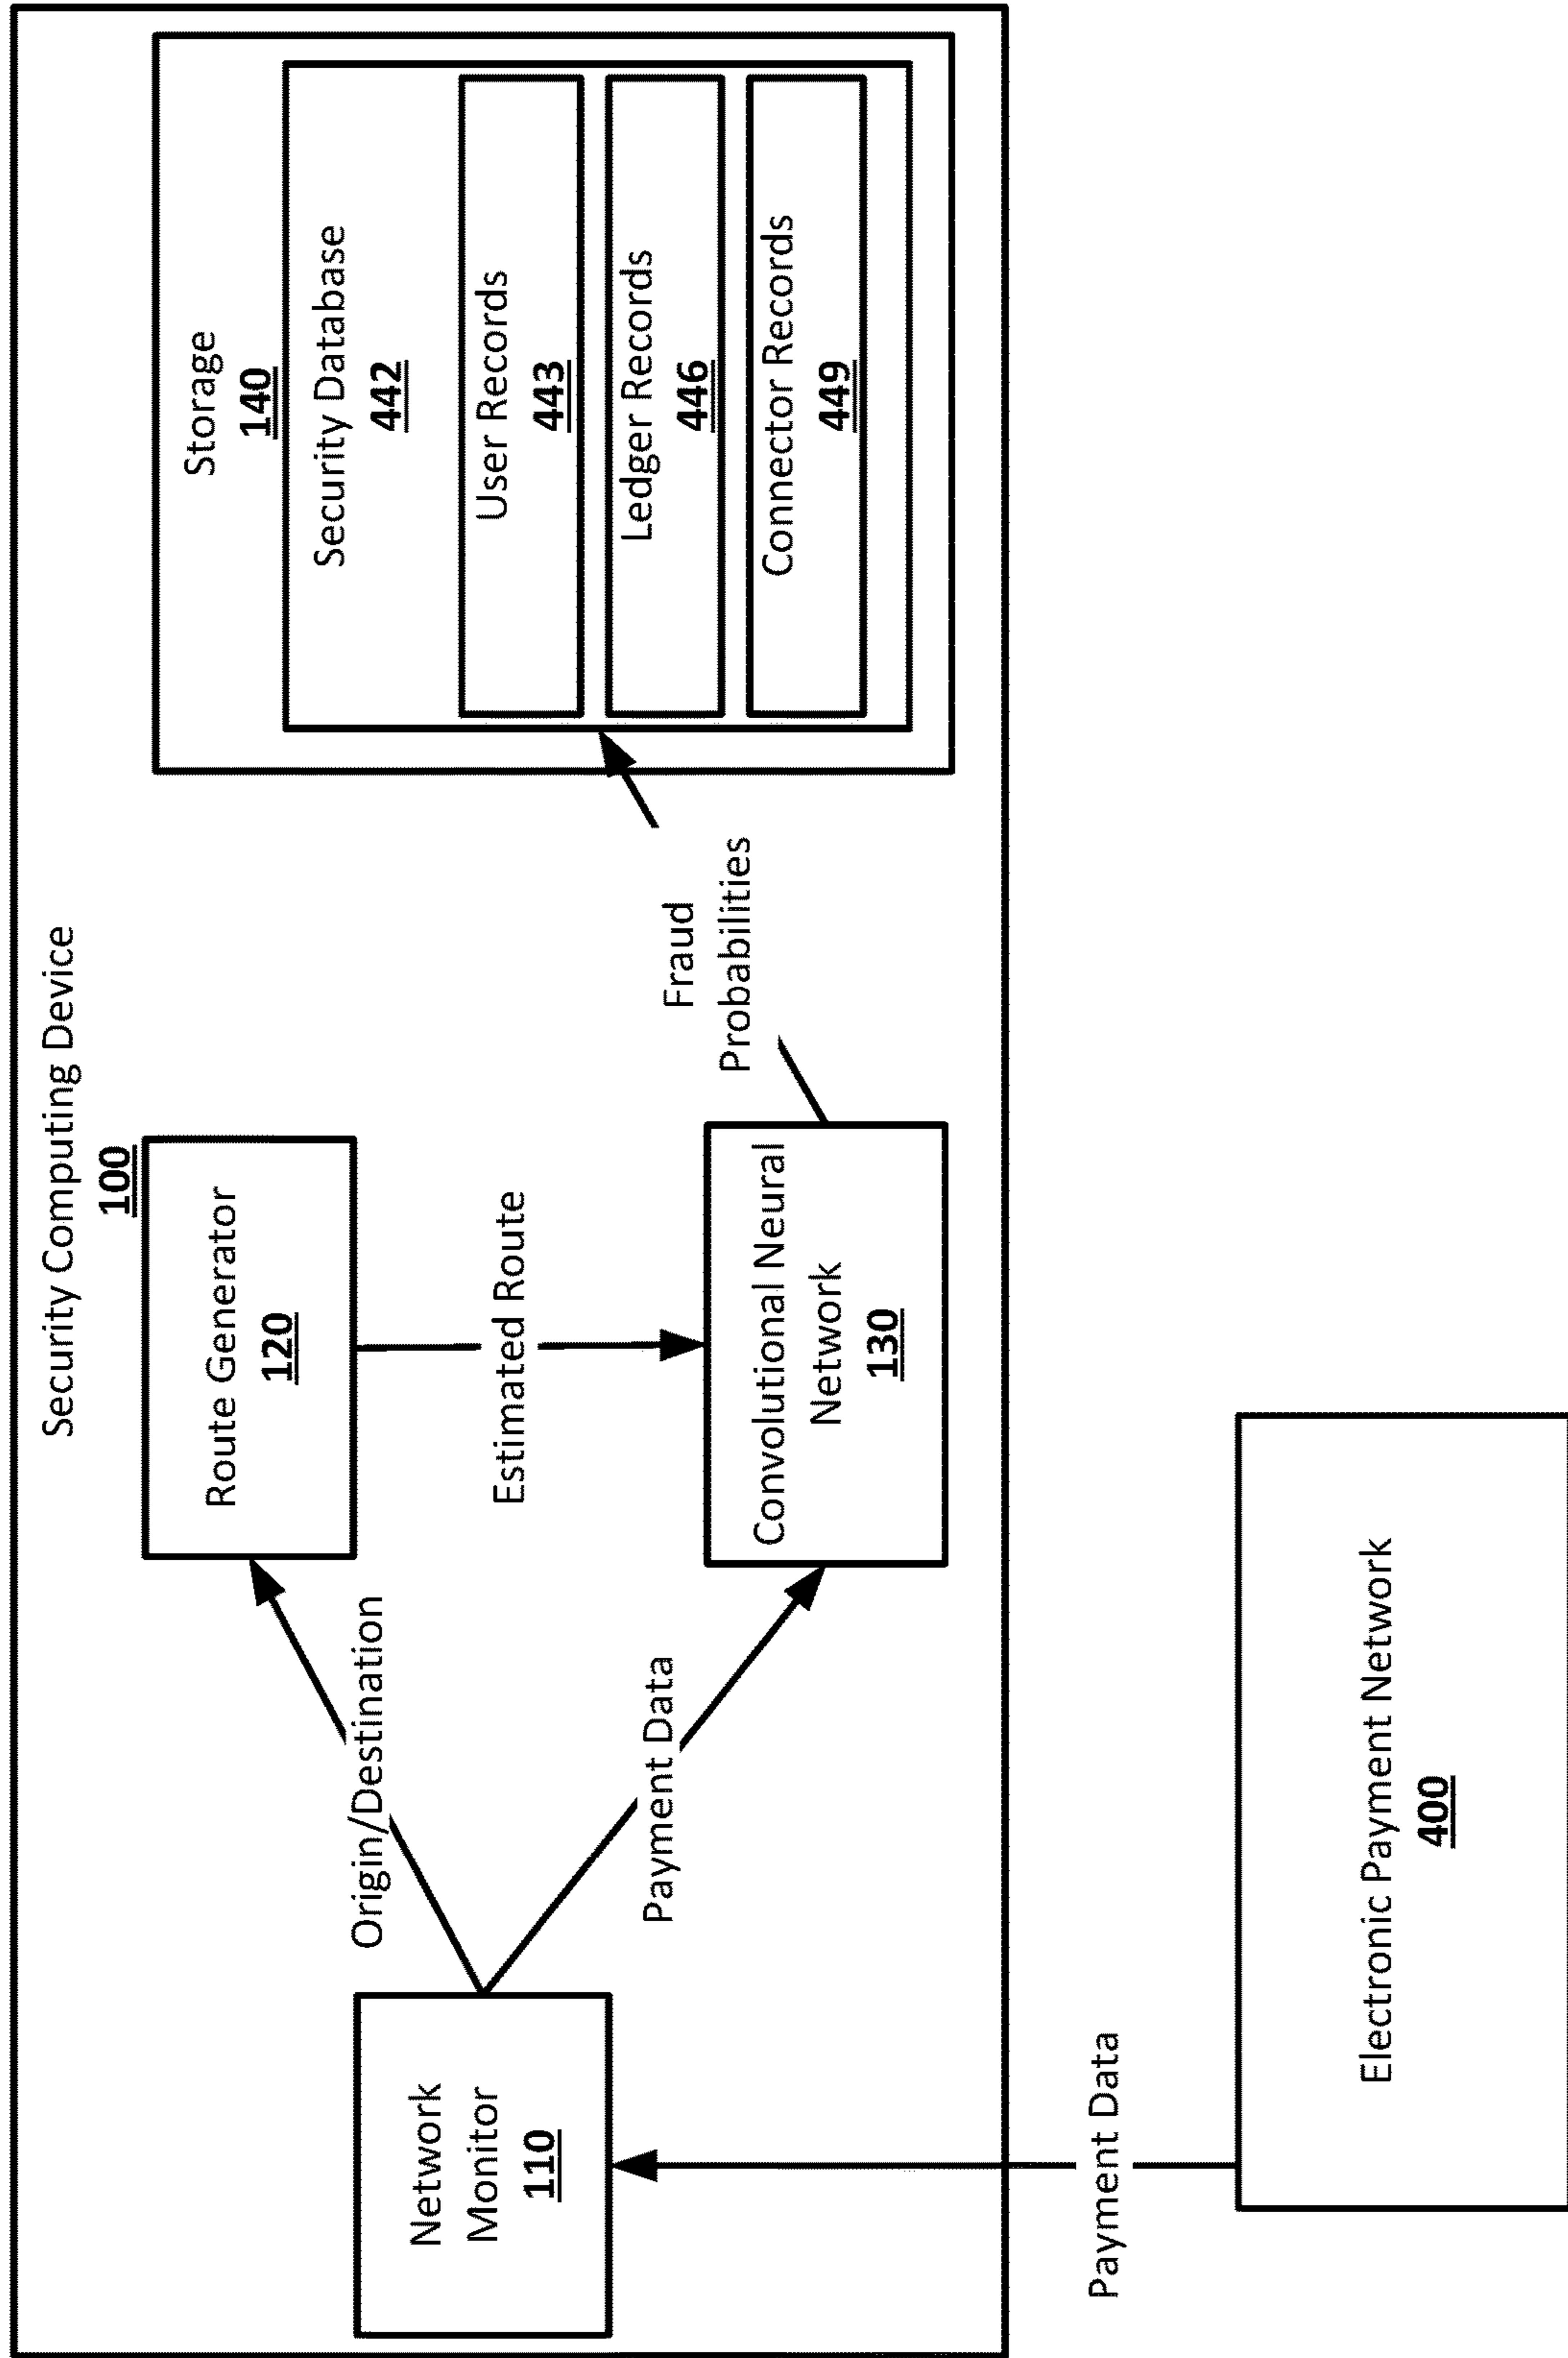 Security Computing Device
100
Route Generator
120
Storage
140
Security Database
442
User Records
443
Ledger Records
446
Connector Records
449
Origin/Destination
Network
Monitor
110
Estimated Route
Payment Data
Fraud
Probabilities
Convolutional Neural
Network
130
Payment Data
Electronic Payment Network
400